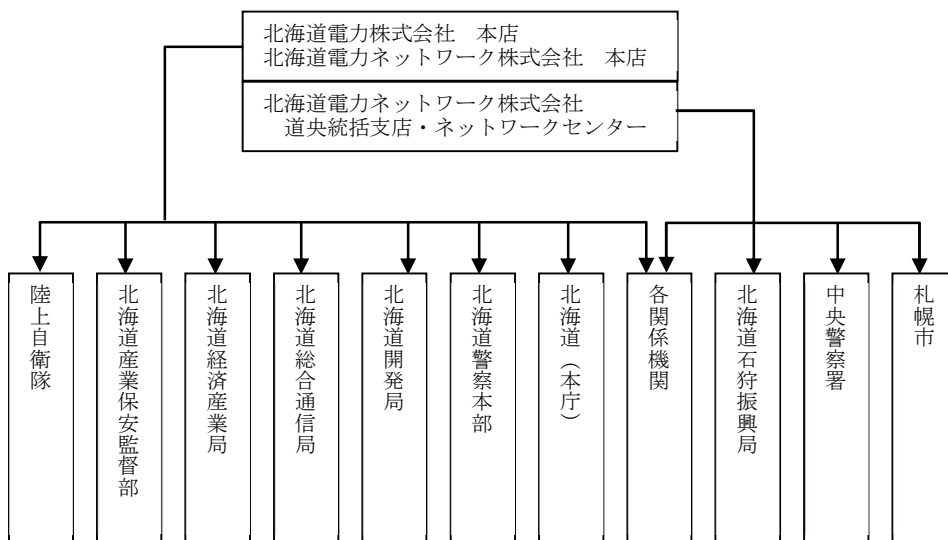 北海道電力株式会社　本店
北海道電力ネットワーク株式会社　本店
北海道電力ネットワーク株式会社
道央統括支店・ネットワークセンター
陸上自衛隊
北海道産業保安監督部
北海道経済産業局
北海道総合通信局
北海道開発局
北海道警察本部
北海道（本庁）
各関係機関
北海道石狩振興局
中央警察署
札幌市